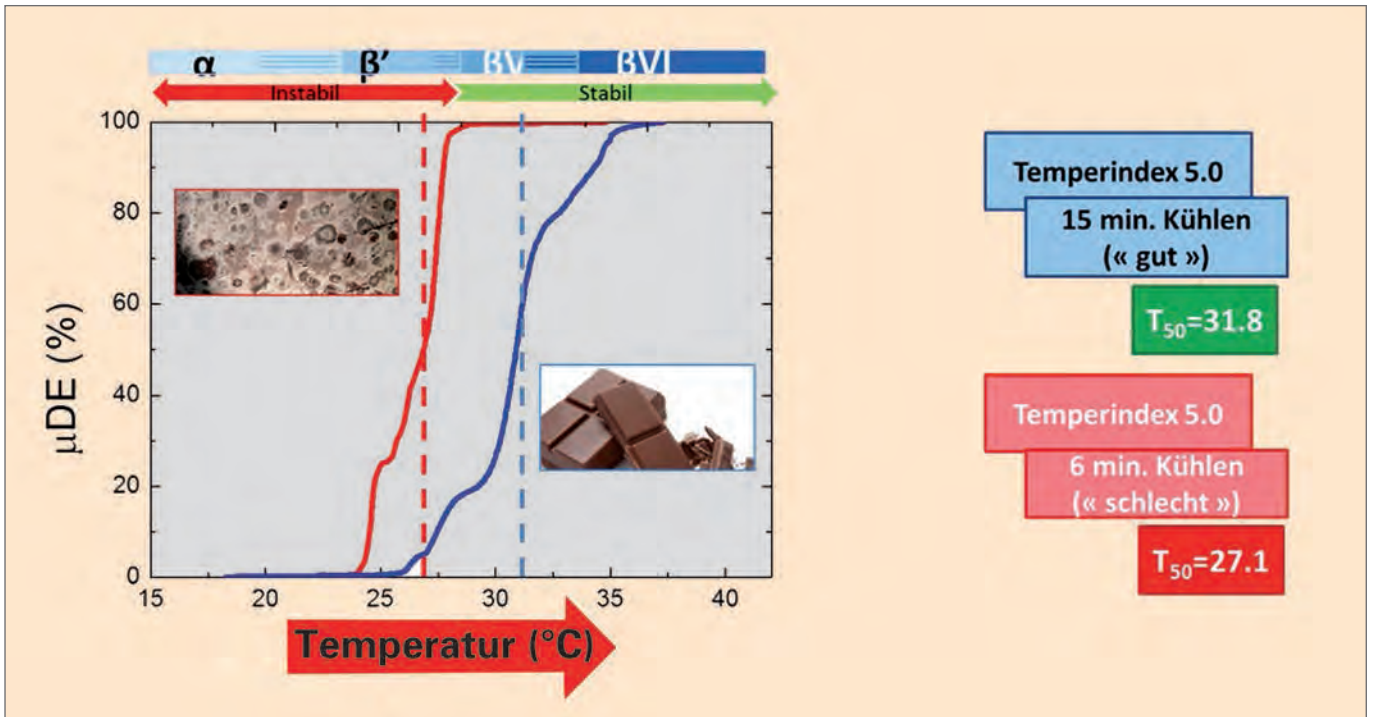 α β' βV βVI
Instabil Stabil
100
80
60
40
20
0
µDE (%)
15 20 25 30 35 40
Temperatur (°C)
Temperindex 5.0
15 min. Kühlen
(« gut »)
T₅₀=31.8
Temperindex 5.0
6 min. Kühlen
(« schlecht »)
T₅₀=27.1